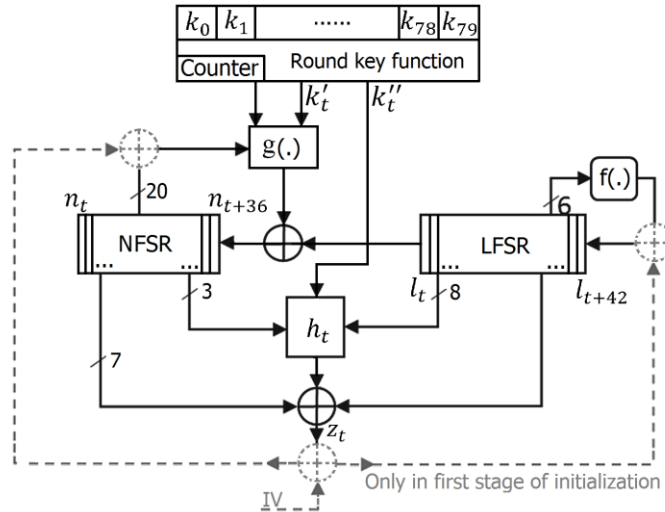 k₀ k₁ ...... k₇₈ k₇₉
Counter
Round key function
k′ₜ k″ₜ
g(.)
f(.)
20
nₜ
nₜ₊₃₆
6
NFSR
LFSR
... ...
... ...
3
lₜ
8
lₜ₊₄₂
hₜ
7
zₜ
Only in first stage of initialization
IV